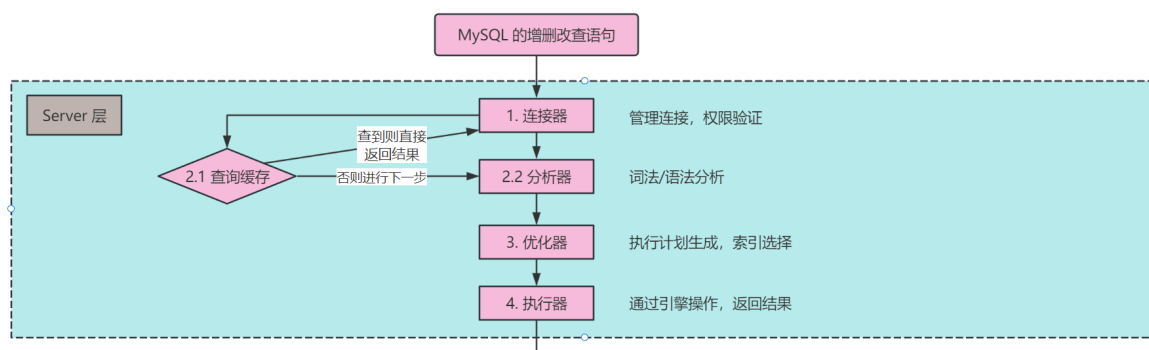 MySQL 的增删改查语句
Server 层
1. 连接器
管理连接，权限验证
查到则直接
返回结果
2.1 查询缓存
否则进行下一步
2.2 分析器
词法/语法分析
3. 优化器
执行计划生成，索引选择
4. 执行器
通过引擎操作，返回结果